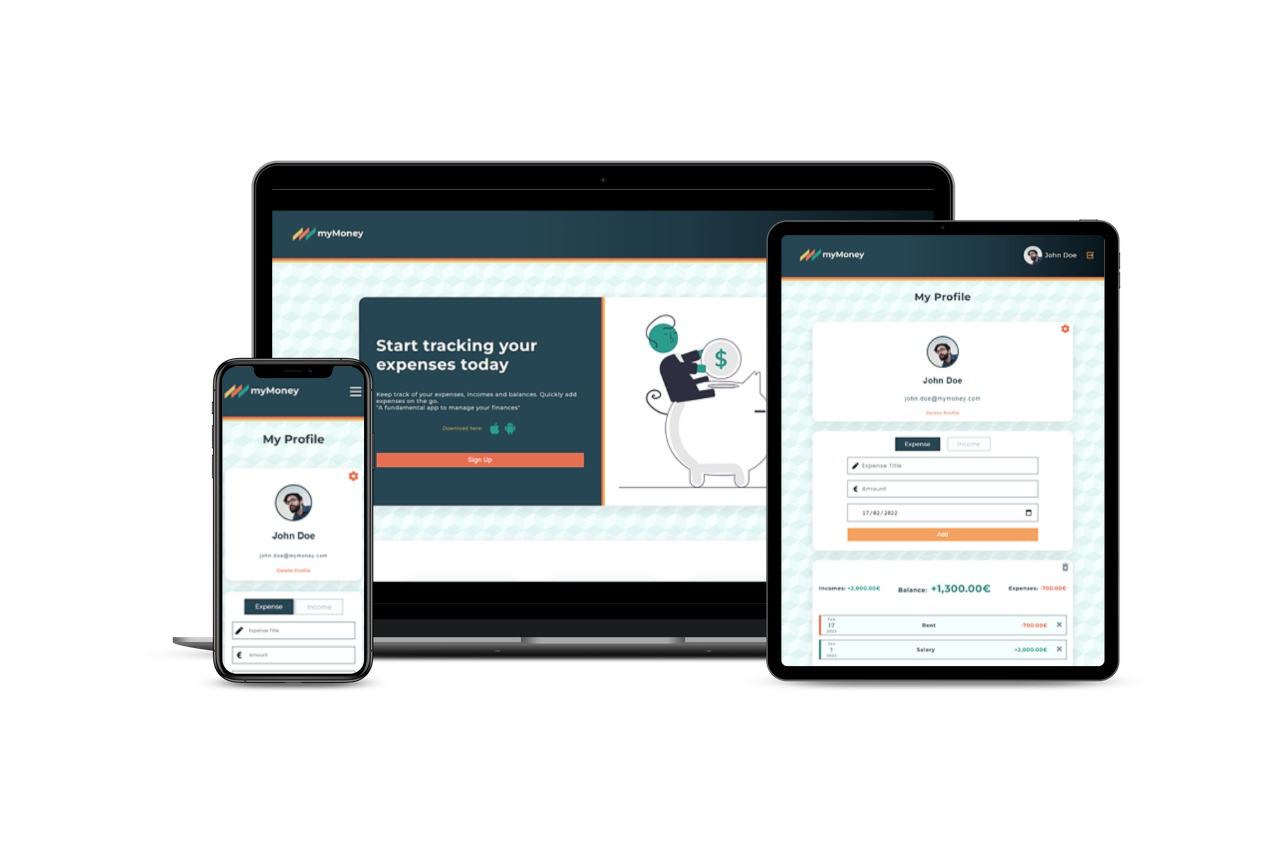 myMoney
Start tracking your
expenses today
Keep track of your expenses, incomes and balances. Quickly add
expenses on the go.
"A fundamental app to manage your finances"
Download here:
Sign Up
$
myMoney
My Profile
John Doe
john.doe@mymoney.com
Delete Profile
Expense
Income
Expense Title
€ Amount
myMoney
John Doe
My Profile
John Doe
john.doe@mymoney.com
Delete Profile
Expense
Income
Expense Title
€ Amount
17/02/2022
Add
Incomes: +2,000.00€ Balance: +1,300.00€ Expenses: -700.00€
Feb
17
Rent -700.00€ X
Jan
1
Salary +2,000.00€ X